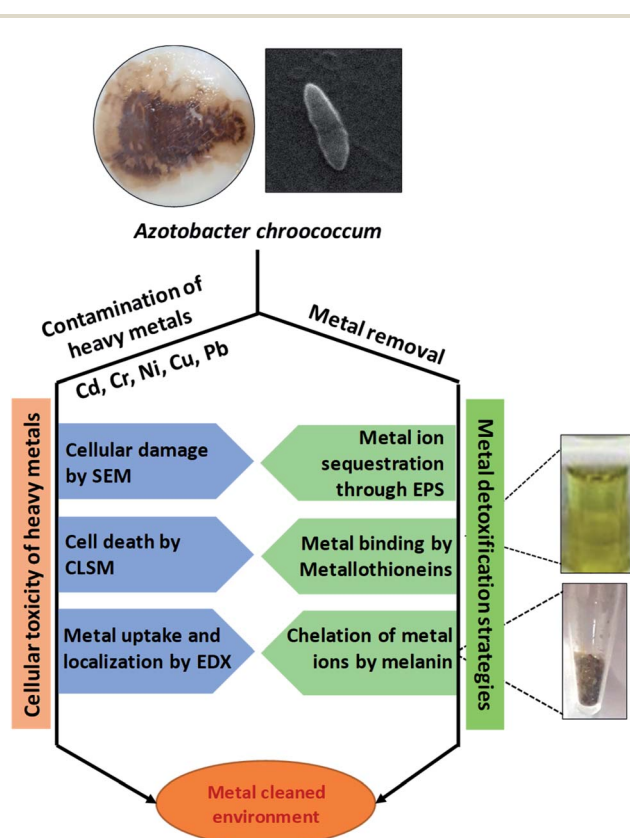 Azotobacter chroococcum
Contamination of
heavy metals
Cd, Cr, Ni, Cu, Pb
Metal removal
Cellular toxicity of heavy metals
Cellular damage
by SEM
Cell death by
CLSM
Metal uptake and
localization by EDX
Metal ion
sequestration
through EPS
Metal binding by
Metallothioneins
Chelation of metal
ions by melanin
Metal detoxification strategies
Metal cleaned
environment